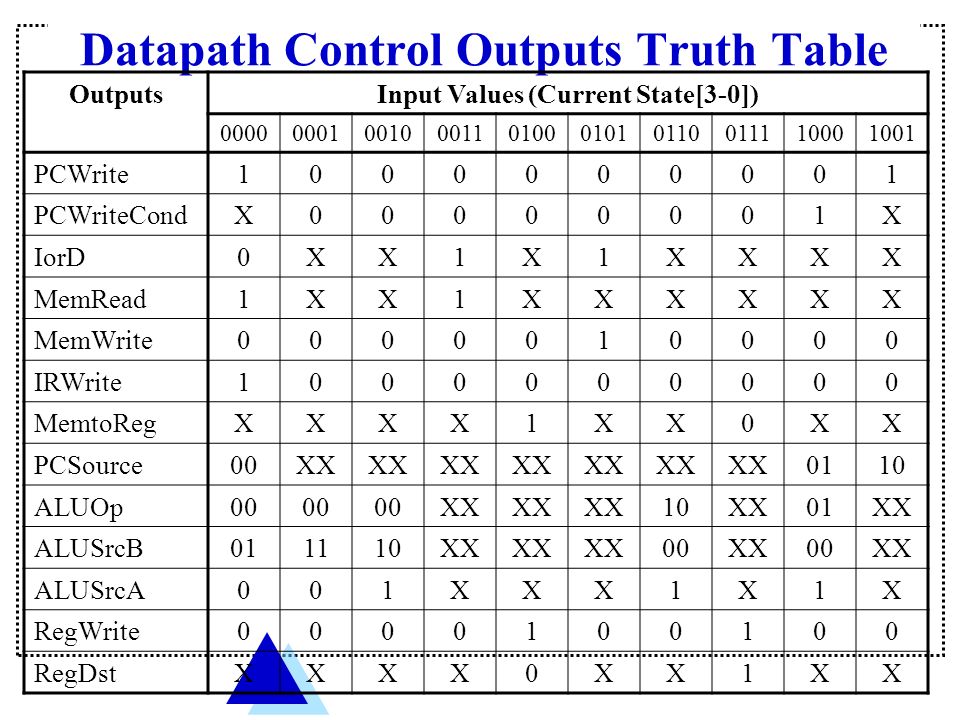 Datapath Control Outputs Truth Table
Outputs Input Values (Current State[3-0])
0000 0001 0010 0011 0100 0101 0110 0111 1000 1001
PCWrite 1 0 0 0 0 0 0 0 0 1
PCWriteCond X 0 0 0 0 0 0 0 1 X
IorD 0 X X 1 X 1 X X X X
MemRead 1 X X 1 X X X X X X
MemWrite 0 0 0 0 0 1 0 0 0 0
IRWrite 1 0 0 0 0 0 0 0 0 0
MemtoReg X X X X 1 X X 0 X X
PCSource 00 XX XX XX XX XX XX XX 01 10
ALUOp 00 00 00 XX XX XX 10 XX 01 XX
ALUSrcB 01 11 10 XX XX XX 00 XX 00 XX
ALUSrcA 0 0 1 X X X 1 X 1 X
RegWrite 0 0 0 0 1 0 0 1 0 0
RegDst X X X X 0 X X 1 X X